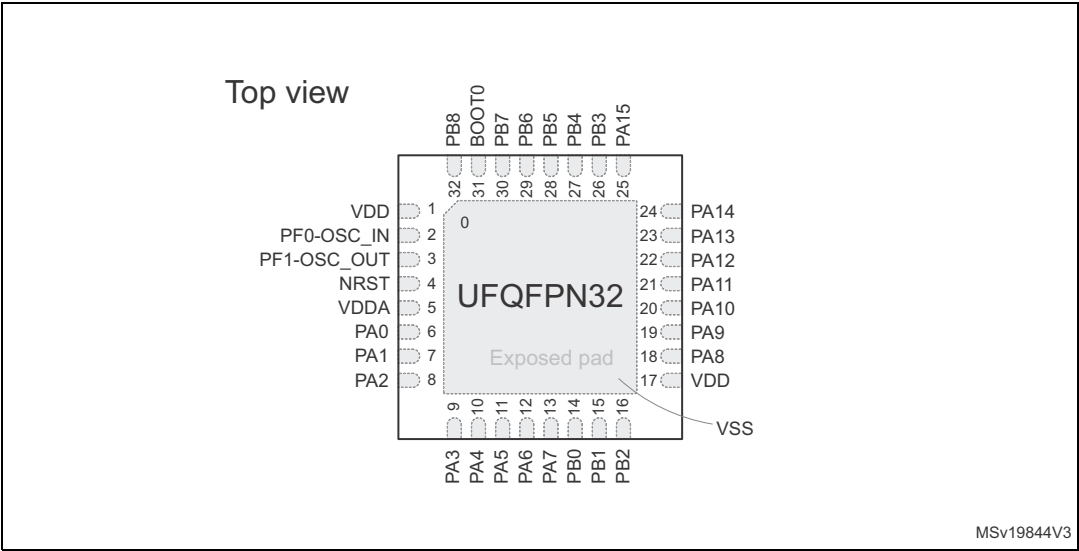 Top view
PB8
BOOT0
PB7
PB6
PB5
PB4
PB3
PA15
32
31
30
29
28
27
26
25
VDD 1
PF0-OSC_IN 2
PF1-OSC_OUT 3
NRST 4
VDDA 5
PA0 6
PA1 7
PA2 8
0
UFQFPN32
Exposed pad
24 PA14
23 PA13
22 PA12
21 PA11
20 PA10
19 PA9
18 PA8
17 VDD
VSS
9
10
11
12
13
14
15
16
PA3
PA4
PA5
PA6
PA7
PB0
PB1
PB2
MSv19844V3